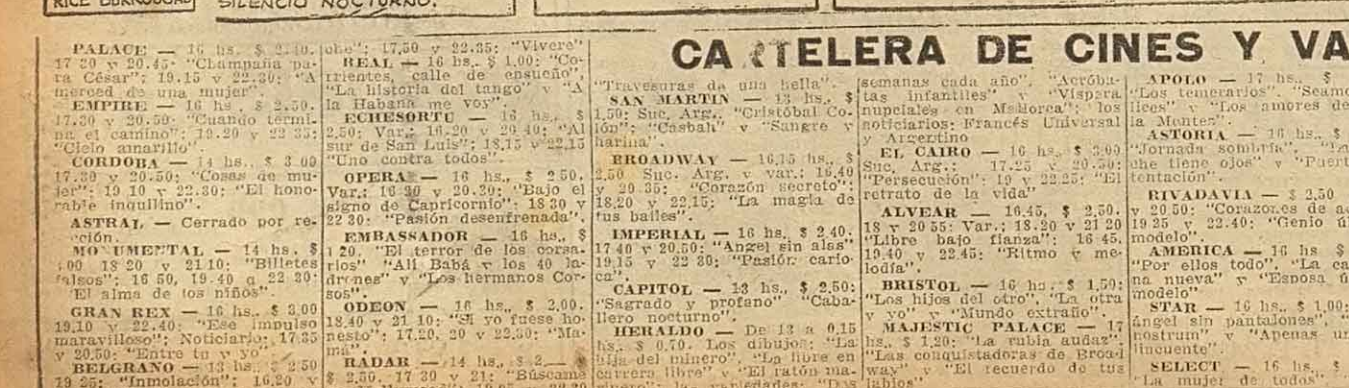 RICE BURROUGHS
SILENCIO NOCTURNO.
CARTELERA DE CINES Y VA
PALACE — 16 hs. $ 2.40.
17 30 y 20.45: "Champaña pa-
ra César"; 19.15 y 22.30: "A
merced de una mujer".
EMPIRE — 16 hs, $ 2.50.
17.30 y 20.50: "Cuando termi-
na el camino"; 19.20 y 22 35:
"Cielo amarillo".
CORDOBA — 14 hs., $ 3.00
17.30 y 20.50: "Cosas de mu-
jer"; 19 10 y 22.30: "El hono-
rable inquilino".
ASTRAL — Cerrado por re-
cción.
MONUMENTAL — 14 hs, $
.00 18 20 y 21.10: "Billetes
falsos"; 16 50, 19.40 a 22 30:
"El alma de los niños".
GRAN REX — 16 hs., $ 3.00
19.10 y 22.40: "Ese impulso
maravilloso"; Noticiario; 17.35
y 20.50: "Entre tu y yo"
BELGRANO — 13 hs, $ 2 50
19 25: "Inmolación"; 16.20 y
che"; 17.50 y 22.35: "Vivere"
REAL — 16 hs., $ 1.00: "Co-
rrientes, calle de ensueño",
"La historia del tango" y "A
la Habana me voy".
ECHESORTU — 16 hs., $
2.50; Var.; 16.20 y 20 40; "Al
sur de San Luis"; 18.15 y 22.15
"Uno contra todos".
OPERA — 16 hs., $ 2.50.
Var.; 16 30 y 20.20: "Bajo el
signo de Capricornio"; 18 30 y
22 30: "Pasión desenfrenada".
EMBASSADOR — 16 hs., $
1 20. "El terror de los corsa-
rios" "Alí Babá y los 40 la-
drones" y "Los hermanos Cor-
sos".
ODEON — 16 hs., $ 2.00.
18.40 y 21 10: "Si yo fuese ho-
nesto"; 17.20, 20 y 22.30: "Ma-
má".
RADAR — 14 hs, $ 2.
$ 2.50, 17 30 y 21: "Búscame
"Travesuras de una bella".
SAN MARTIN — 13 hs., $
1.50; Suc. Arg., "Cristóbal Co-
lón"; "Casbah" y "Sangre y
harina".
BROADWAY — 16,15 hs., $
2.50 Suc. Arg. y var.; 16.40
y 20 35: "Corazón secreto";
18.20 y 22.15; "La magia de
tus bailes".
IMPERIAL — 16 hs., $ 2.40.
17 40 y 20.50: "Angel sin alas"
19.15 y 22 30; "Pasión cario-
ca".
CAPITOL — 13 hs., $ 2.50:
"Sagrado y profano" "Caba-
llero nocturno".
HERALDO — De 13 a 0.15
hs., $ 0.70. Los dibujos: "La
hija del minero", "La libre en
carrera libre" y "El ratón ma-
semanas cada año". "Acróba-
tas infantiles" y "Víspera
nupciales en Mallorca"; los
noticiarios: Francés Universal
y Argentino
EL CAIRO — 16 hs., $ 3.00
Suc. Arg.; 17.25 y 20.50:
"Persecución"; 19 y 22.25: "El
retrato de la vida"
ALVEAR — 16.45, $ 2.50.
18 y 20 55: Var.; 18.20 y 21 20
"Libre bajo fianza"; 16 45,
19.40 y 22.45: "Ritmo y me-
lodía".
BRISTOL — 16 hs., $ 1,50:
"Los hijos del otro", "La otra
y yo" y "Mundo extraño".
MAJESTIC PALACE — 17
hs., $ 1.20; "La rubia audaz".
"Las conquistadoras de Broad
way" y "El recuerdo de tus
labios".
APOLO — 17 hs., $
"Los temerarios", "Seamo
lices" y "Los amores de
la Montez".
ASTORIA — 16 hs., $
"Jornada sombría", "La
che tiene ojos" y "Puert
tentación".
RIVADAVIA — $ 2,50
y 20.50: "Corazones de a
19 25 y 22.40: "Genio ú
modelo".
AMERICA — 16 hs $
"Por ellos todo", "La ca
na nueva" y "Esposa ú
modelo".
STAR — 16 hs, $ 1,00:
ángel sin pantalones",
nostrum" y "Apenas un
lincuente".
SELECT — 16 hs., $
"La mujer de todos"